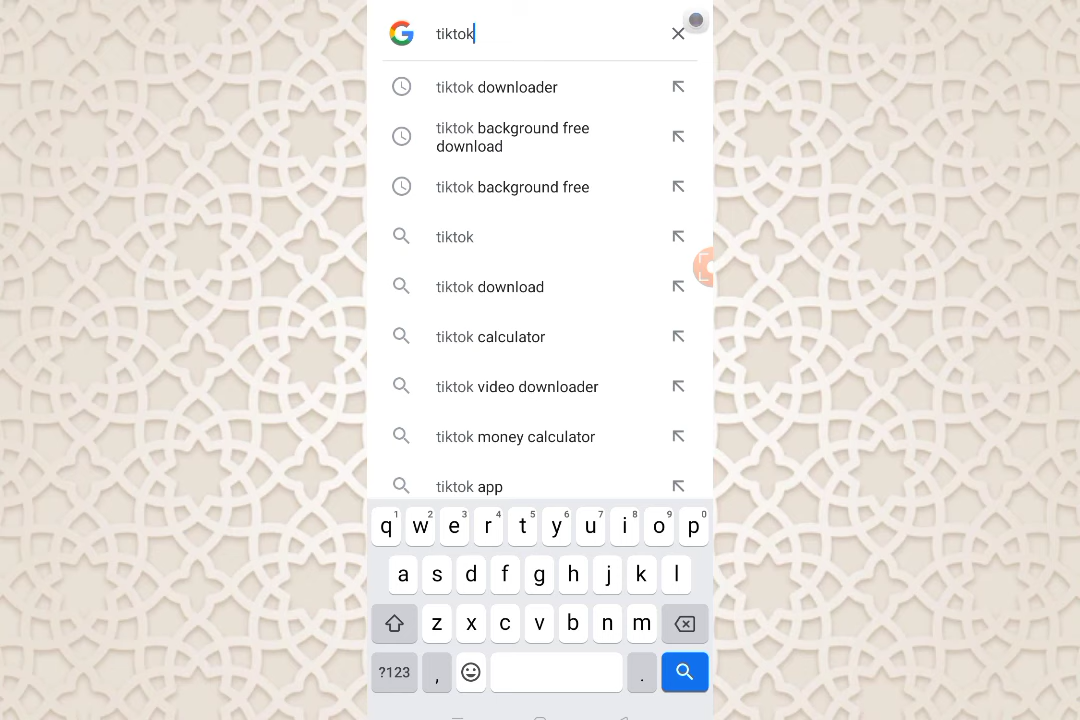 tiktok
tiktok downloader
tiktok background free
download
tiktok background free
tiktok
tiktok download
tiktok calculator
tiktok video downloader
tiktok money calculator
tiktok app
1 2 3 4 5 6 7 8 9 0
q w e r t y u i o p
a s d f g h j k l
z x c v b n m
?123 , .